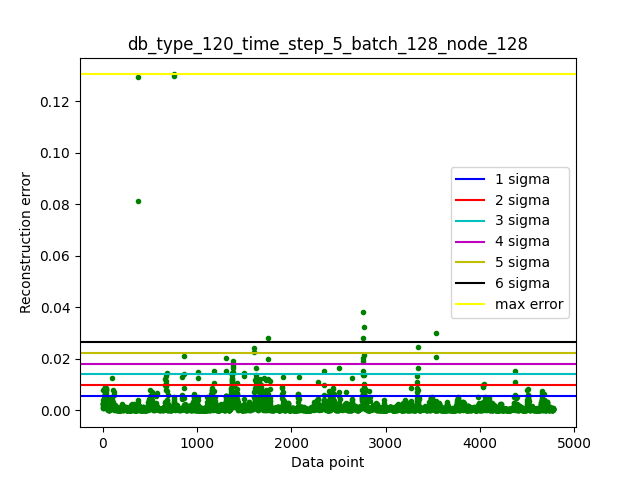 db_type_120_time_step_5_batch_128_node_128
Reconstruction error
0.12
0.10
0.08
0.06
0.04
0.02
0.00
1 sigma
2 sigma
3 sigma
4 sigma
5 sigma
6 sigma
max error
0
1000
2000
3000
4000
5000
Data point